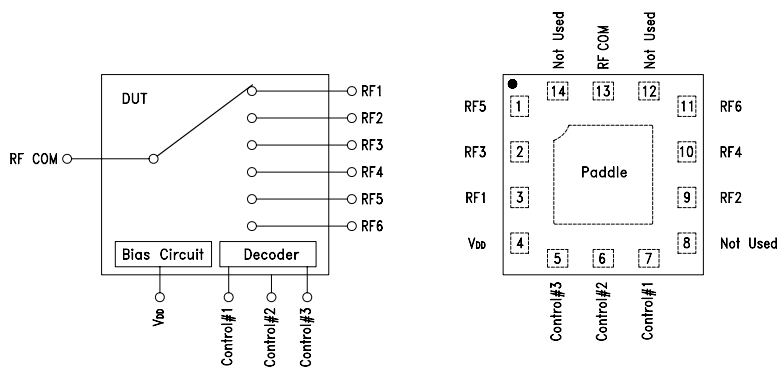 DUT
RF COM
RF1
RF2
RF3
RF4
RF5
RF6
Bias Circuit
Decoder
VDD
Control#1
Control#2
Control#3
Not Used
RF COM
Not Used
14
13
12
RF5
1
11
RF6
RF3
2
10
RF4
Paddle
RF1
3
9
RF2
VDD
4
8
Not Used
5
6
7
Control#3
Control#2
Control#1